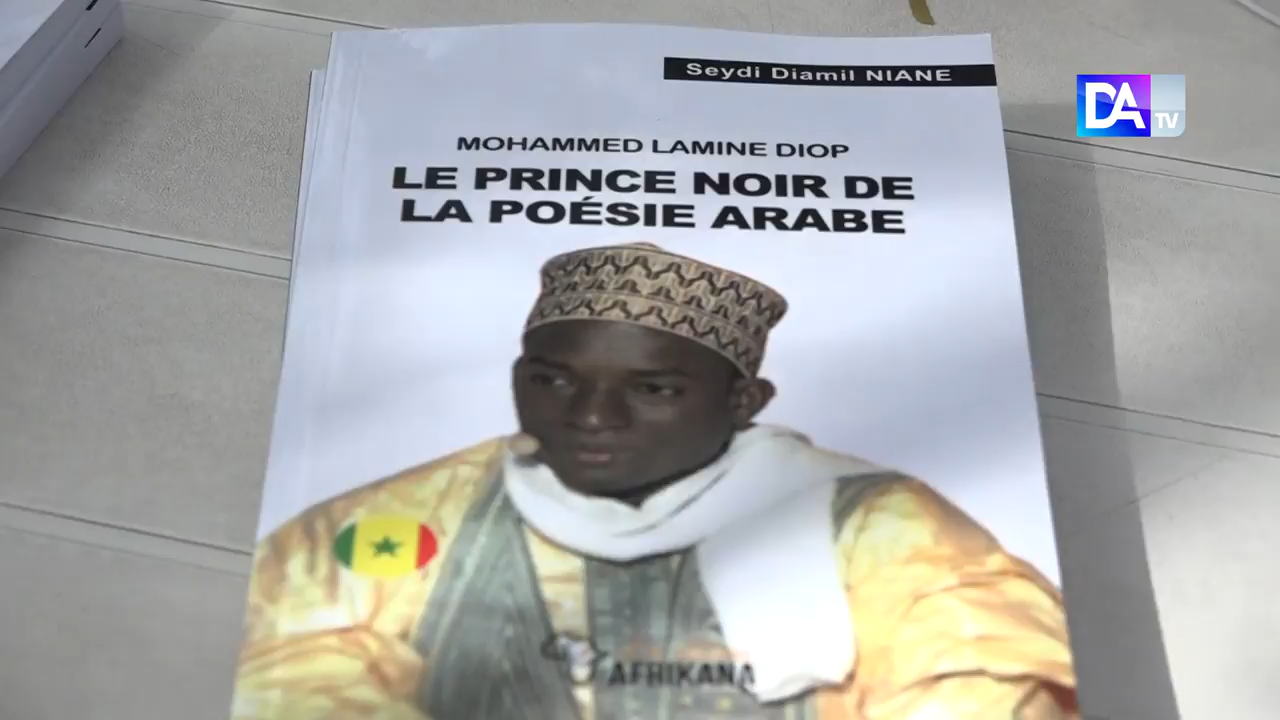 Seydi Diamil NIANE
DA TV
MOHAMMED LAMINE DIOP
LE PRINCE NOIR DE
LA POÉSIE ARABE
AFRIKANA